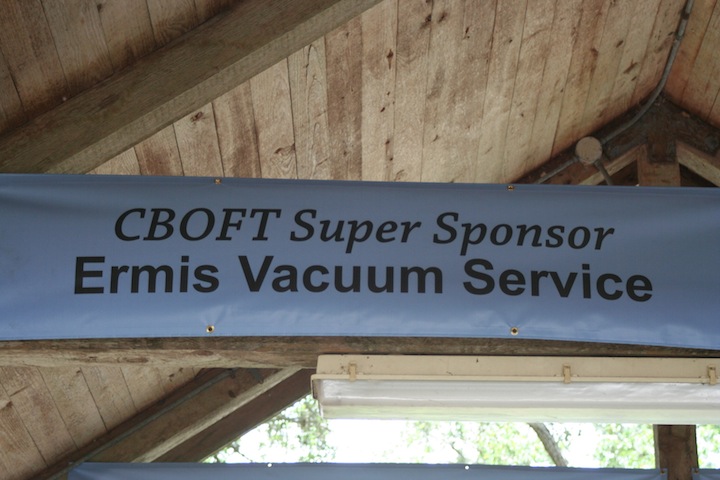 CBOFT Super Sponsor
Ermis Vacuum Service